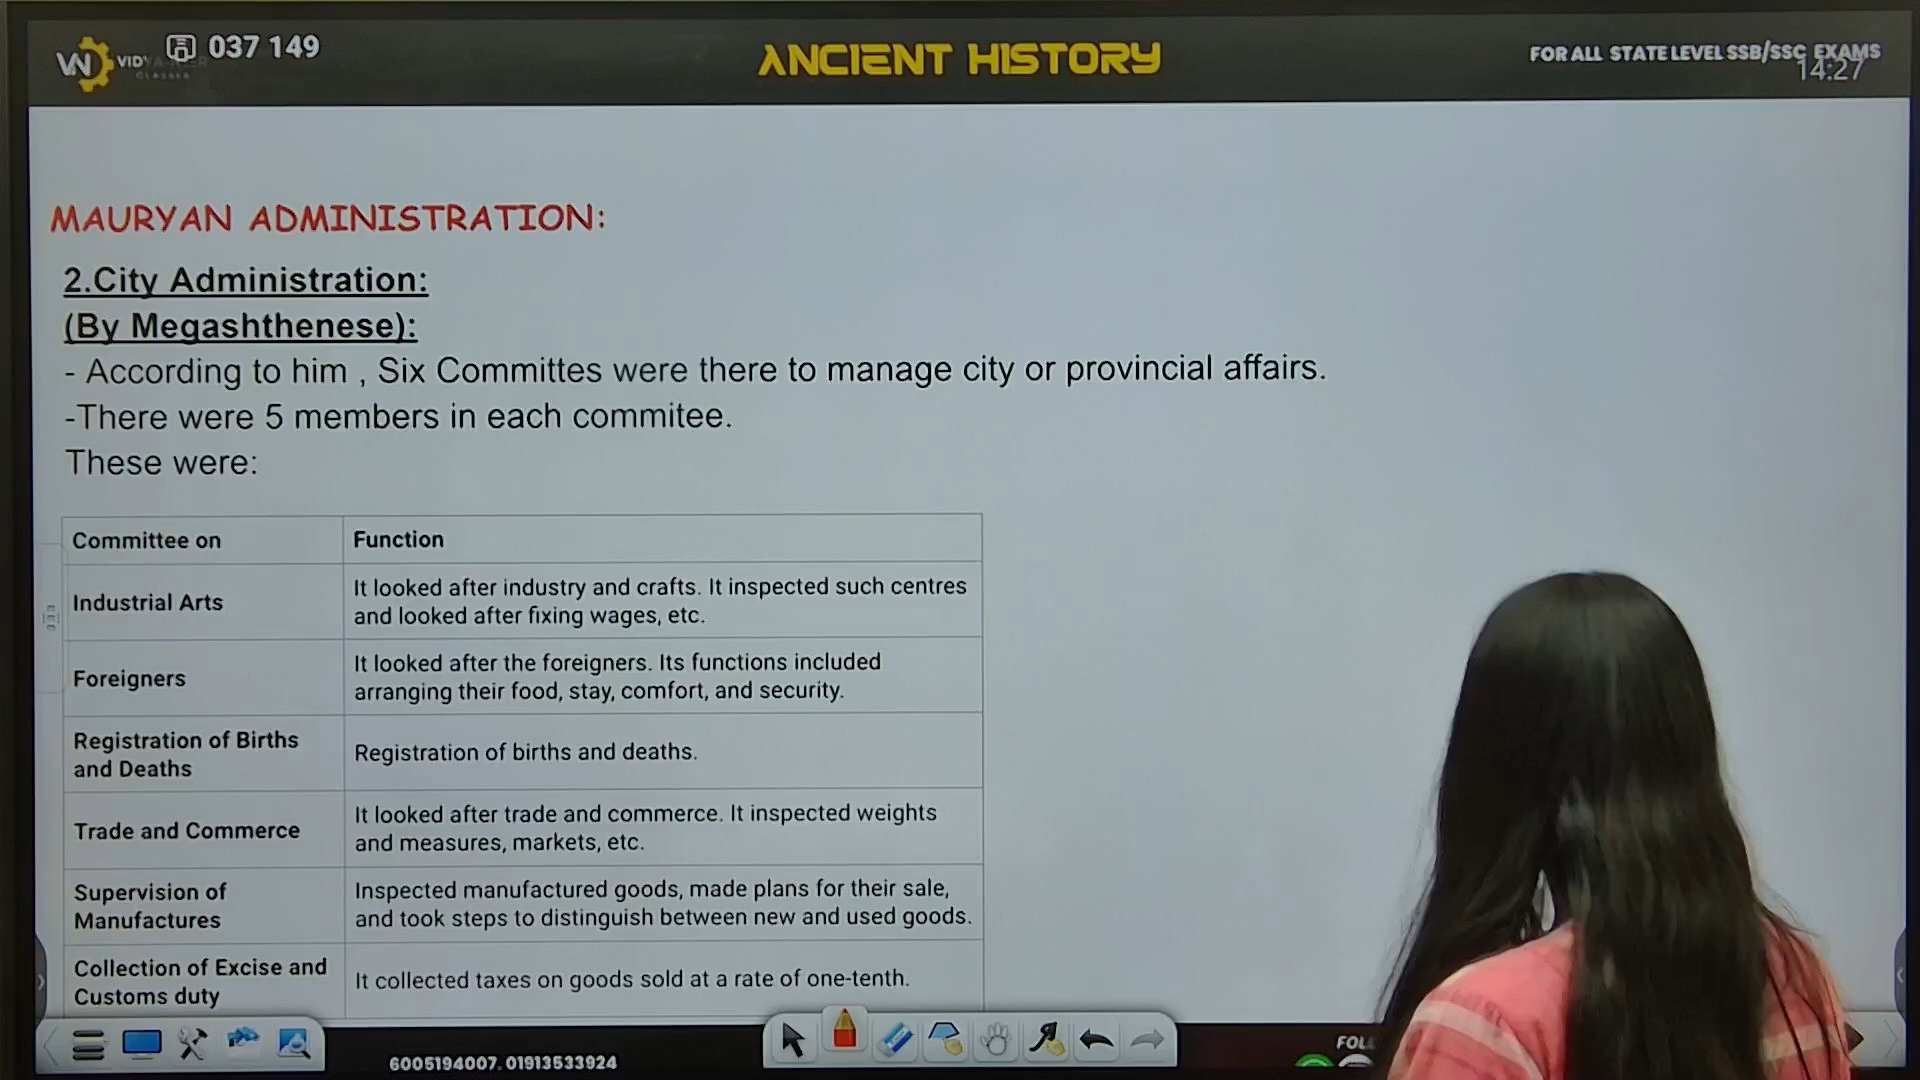 VID
CLASSES
037 149
ANCIENT HISTORY
FOR ALL STATE LEVEL SSB/SSC EXAMS
14:27
MAURYAN ADMINISTRATION:
2.City Administration:
(By Megashthenese):
- According to him , Six Committes were there to manage city or provincial affairs.
-There were 5 members in each commitee.
These were:
Committee on Function
Industrial Arts It looked after industry and crafts. It inspected such centres
and looked after fixing wages, etc.
Foreigners It looked after the foreigners. Its functions included
arranging their food, stay, comfort, and security.
Registration of Births
and Deaths Registration of births and deaths.
Trade and Commerce It looked after trade and commerce. It inspected weights
and measures, markets, etc.
Supervision of
Manufactures Inspected manufactured goods, made plans for their sale,
and took steps to distinguish between new and used goods.
Collection of Excise and
Customs duty It collected taxes on goods sold at a rate of one-tenth.
6005194007, 01913533924
FOL